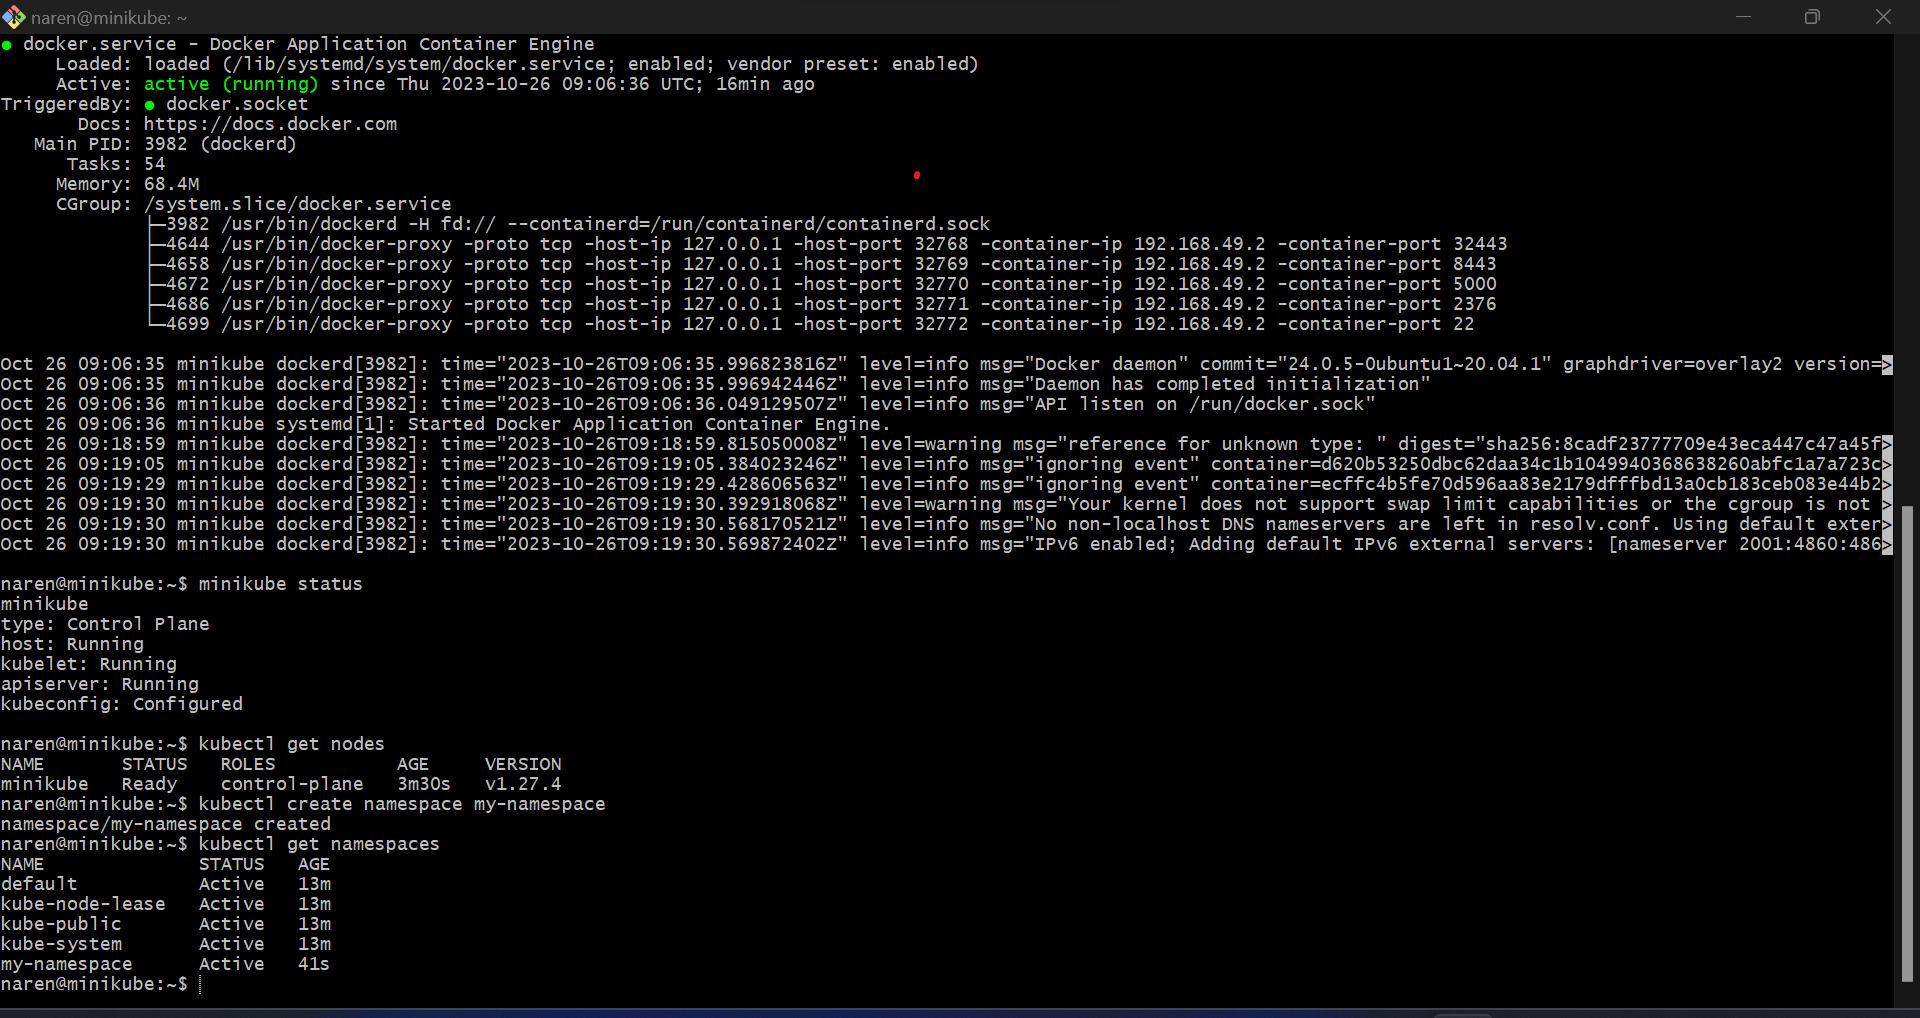 naren@minikube: ~
● docker.service - Docker Application Container Engine
Loaded: loaded (/lib/systemd/system/docker.service; enabled; vendor preset: enabled)
Active: active (running) since Thu 2023-10-26 09:06:36 UTC; 16min ago
TriggeredBy: ● docker.socket
Docs: https://docs.docker.com
Main PID: 3982 (dockerd)
Tasks: 54
Memory: 68.4M
CGroup: /system.slice/docker.service
├─3982 /usr/bin/dockerd -H fd:// --containerd=/run/containerd/containerd.sock
├─4644 /usr/bin/docker-proxy -proto tcp -host-ip 127.0.0.1 -host-port 32768 -container-ip 192.168.49.2 -container-port 32443
├─4658 /usr/bin/docker-proxy -proto tcp -host-ip 127.0.0.1 -host-port 32769 -container-ip 192.168.49.2 -container-port 8443
├─4672 /usr/bin/docker-proxy -proto tcp -host-ip 127.0.0.1 -host-port 32770 -container-ip 192.168.49.2 -container-port 5000
├─4686 /usr/bin/docker-proxy -proto tcp -host-ip 127.0.0.1 -host-port 32771 -container-ip 192.168.49.2 -container-port 2376
└─4699 /usr/bin/docker-proxy -proto tcp -host-ip 127.0.0.1 -host-port 32772 -container-ip 192.168.49.2 -container-port 22
Oct 26 09:06:35 minikube dockerd[3982]: time="2023-10-26T09:06:35.996823816Z" level=info msg="Docker daemon" commit="24.0.5-0ubuntu1~20.04.1" graphdriver=overlay2 version=>
Oct 26 09:06:35 minikube dockerd[3982]: time="2023-10-26T09:06:35.996942446Z" level=info msg="Daemon has completed initialization"
Oct 26 09:06:36 minikube dockerd[3982]: time="2023-10-26T09:06:36.049129507Z" level=info msg="API listen on /run/docker.sock"
Oct 26 09:06:36 minikube systemd[1]: Started Docker Application Container Engine.
Oct 26 09:18:59 minikube dockerd[3982]: time="2023-10-26T09:18:59.815050008Z" level=warning msg="reference for unknown type: " digest="sha256:8cadf23777709e43eca447c47a45f>
Oct 26 09:19:05 minikube dockerd[3982]: time="2023-10-26T09:19:05.384023246Z" level=info msg="ignoring event" container=d620b53250dbc62daa34c1b1049940368638260abfc1a7a723c>
Oct 26 09:19:29 minikube dockerd[3982]: time="2023-10-26T09:19:29.428606563Z" level=info msg="ignoring event" container=ecffc4b5fe70d596aa83e2179dfffbd13a0cb183ceb083e44b2>
Oct 26 09:19:30 minikube dockerd[3982]: time="2023-10-26T09:19:30.392918068Z" level=warning msg="Your kernel does not support swap limit capabilities or the cgroup is not >
Oct 26 09:19:30 minikube dockerd[3982]: time="2023-10-26T09:19:30.568170521Z" level=info msg="No non-localhost DNS nameservers are left in resolv.conf. Using default exter>
Oct 26 09:19:30 minikube dockerd[3982]: time="2023-10-26T09:19:30.569872402Z" level=info msg="IPv6 enabled; Adding default IPv6 external servers: [nameserver 2001:4860:486>
naren@minikube:~$ minikube status
minikube
type: Control Plane
host: Running
kubelet: Running
apiserver: Running
kubeconfig: Configured
naren@minikube:~$ kubectl get nodes
NAME STATUS ROLES AGE VERSION
minikube Ready control-plane 3m30s v1.27.4
naren@minikube:~$ kubectl create namespace my-namespace
namespace/my-namespace created
naren@minikube:~$ kubectl get namespaces
NAME STATUS AGE
default Active 13m
kube-node-lease Active 13m
kube-public Active 13m
kube-system Active 13m
my-namespace Active 41s
naren@minikube:~$